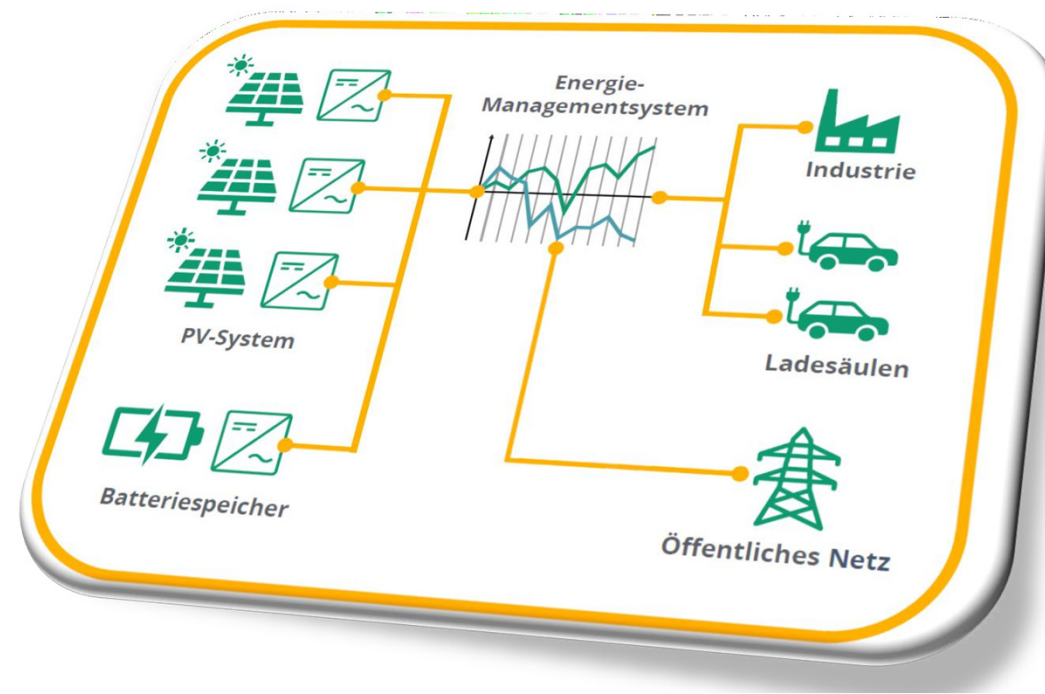 Energie-
Managementsystem
Industrie
PV-System
Ladesäulen
Batteriespeicher
Öffentliches Netz